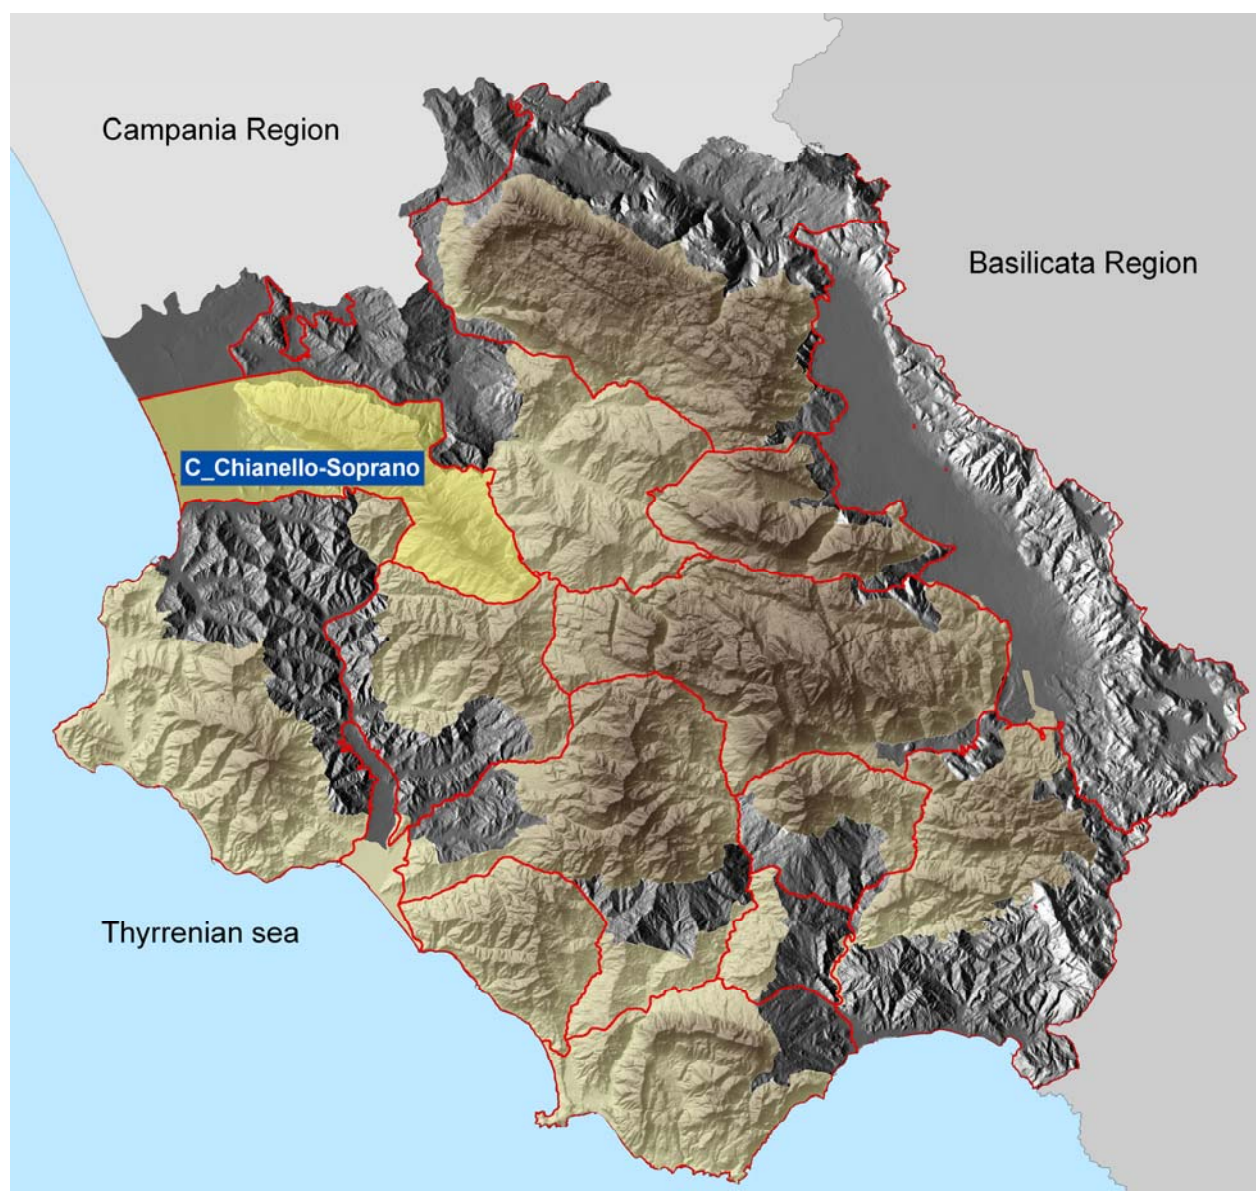 Campania Region
Basilicata Region
C_Chianello-Soprano
Thyrrenian sea